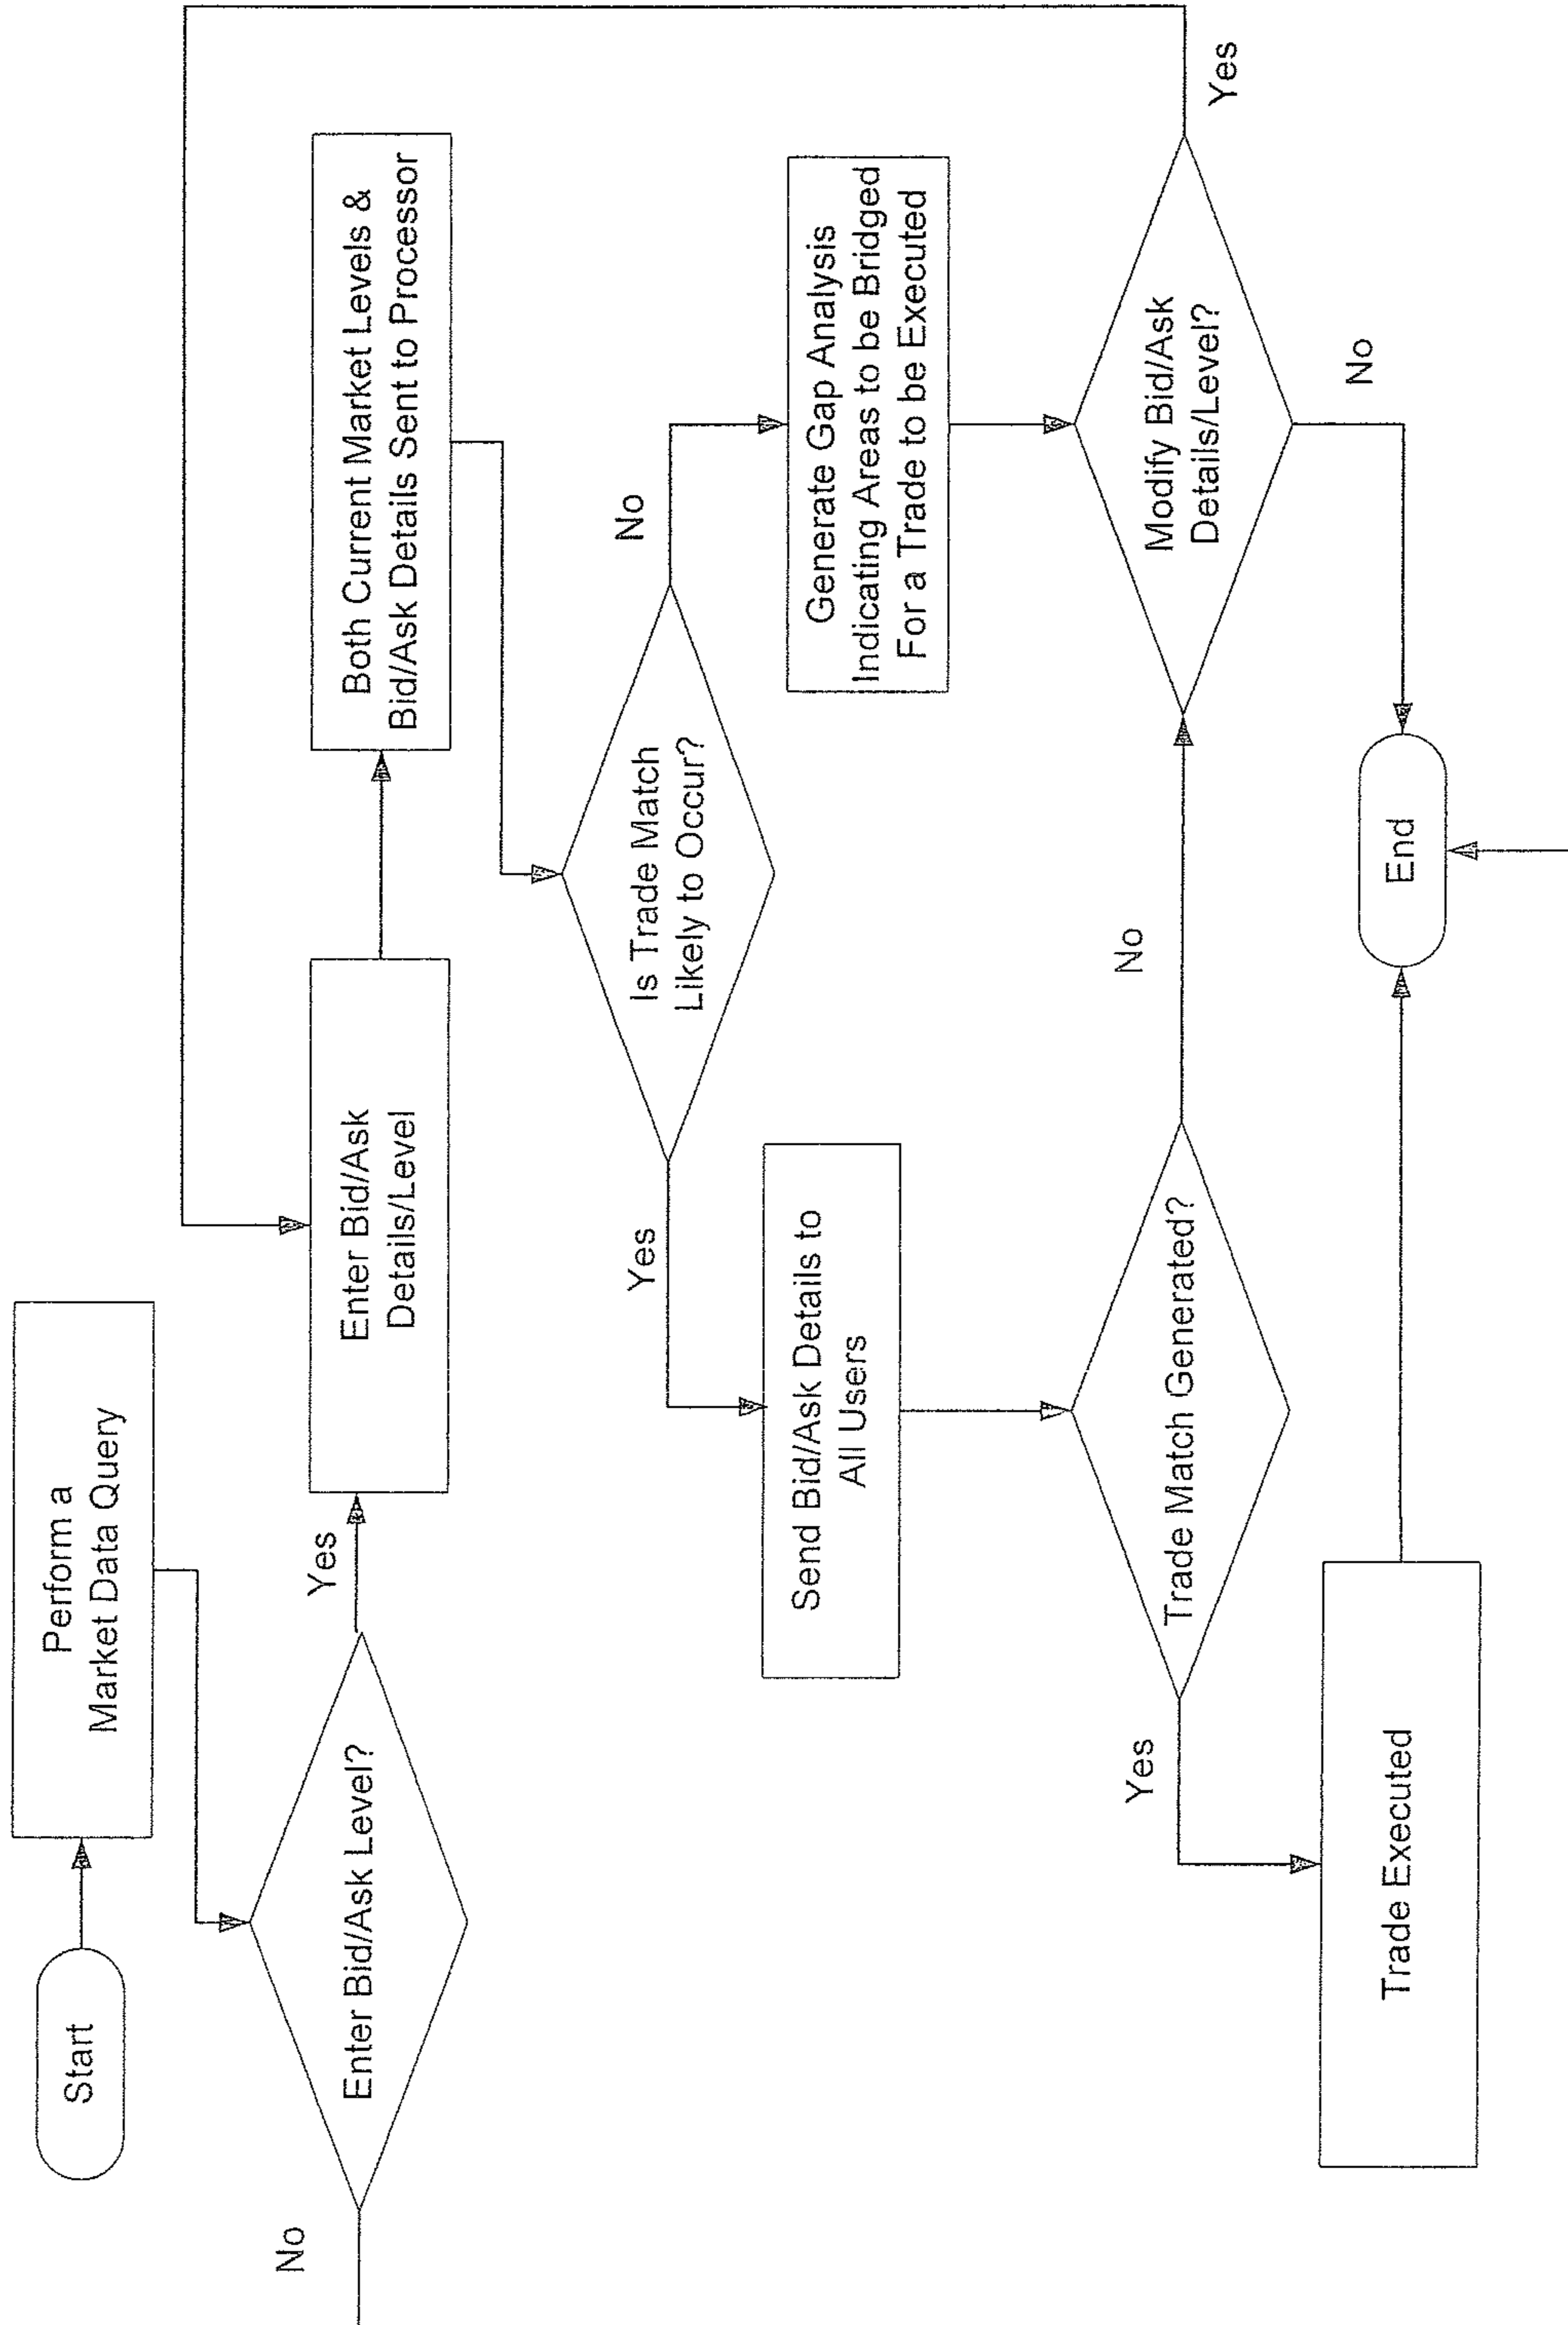 Start
Perform a
Market Data Query
Enter Bid/Ask Level?
No
Yes
Enter Bid/Ask
Details/Level
Both Current Market Levels &
Bid/Ask Details Sent to Processor
Is Trade Match
Likely to Occur?
Yes
No
Send Bid/Ask Details to
All Users
Generate Gap Analysis
Indicating Areas to be Bridged
For a Trade to be Executed
Trade Match Generated?
Yes
No
Modify Bid/Ask
Details/Level?
Yes
No
Trade Executed
End